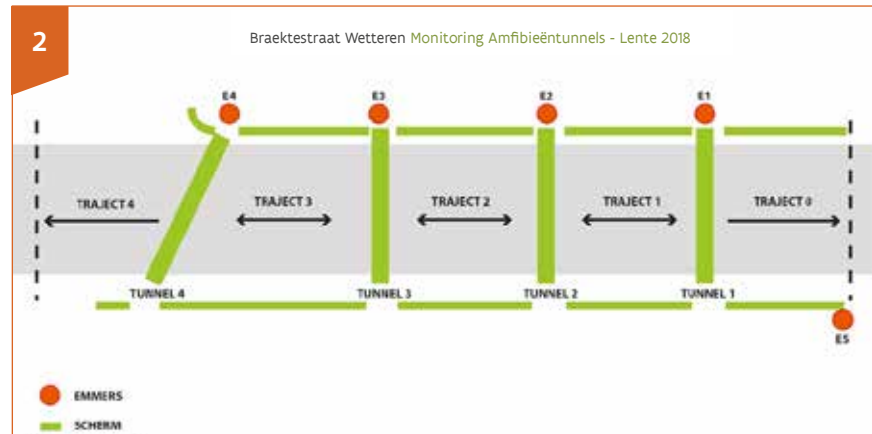 2
Braektestraat Wetteren Monitoring Amfibieëntunnels - Lente 2018
E4 E3 E2 E1
TRAJECT 4 TRAJECT 3 TRAJECT 2 TRAJECT 1 TRAJECT 0
TUNNEL 4 TUNNEL 3 TUNNEL 2 TUNNEL 1
E5
EMMERS
SCHERM